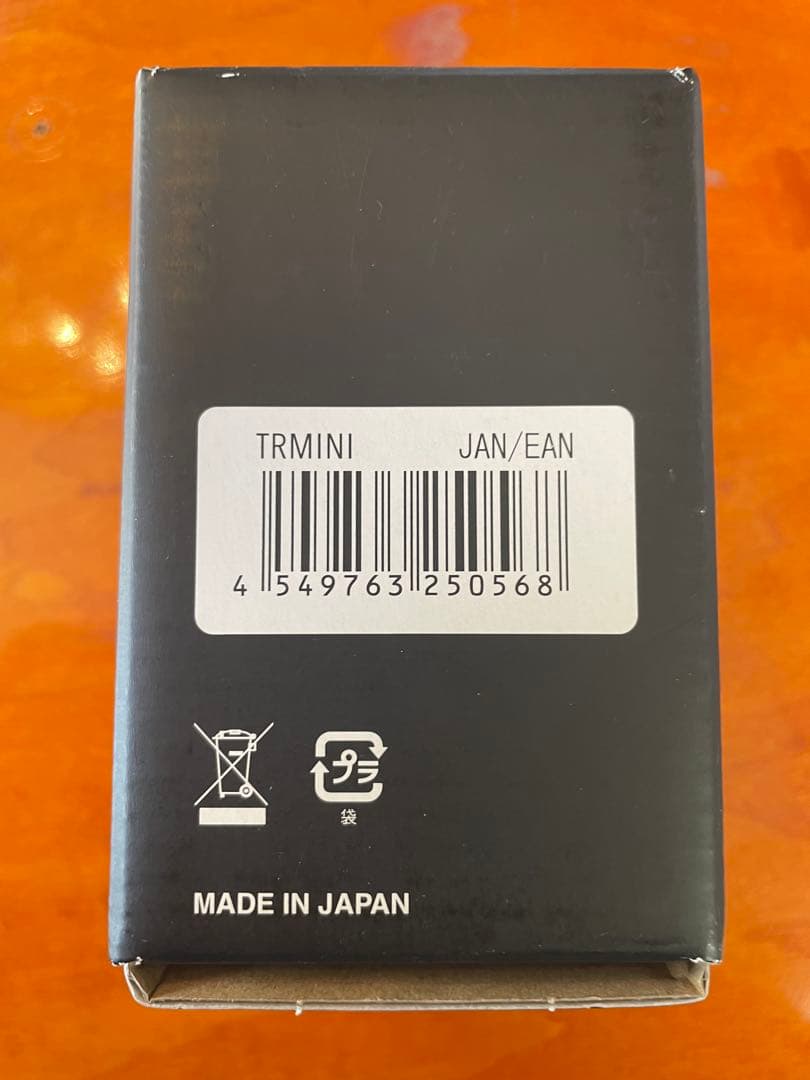 TRMINI JAN/EAN
4 549763 250568
プラ
袋
MADE IN JAPAN